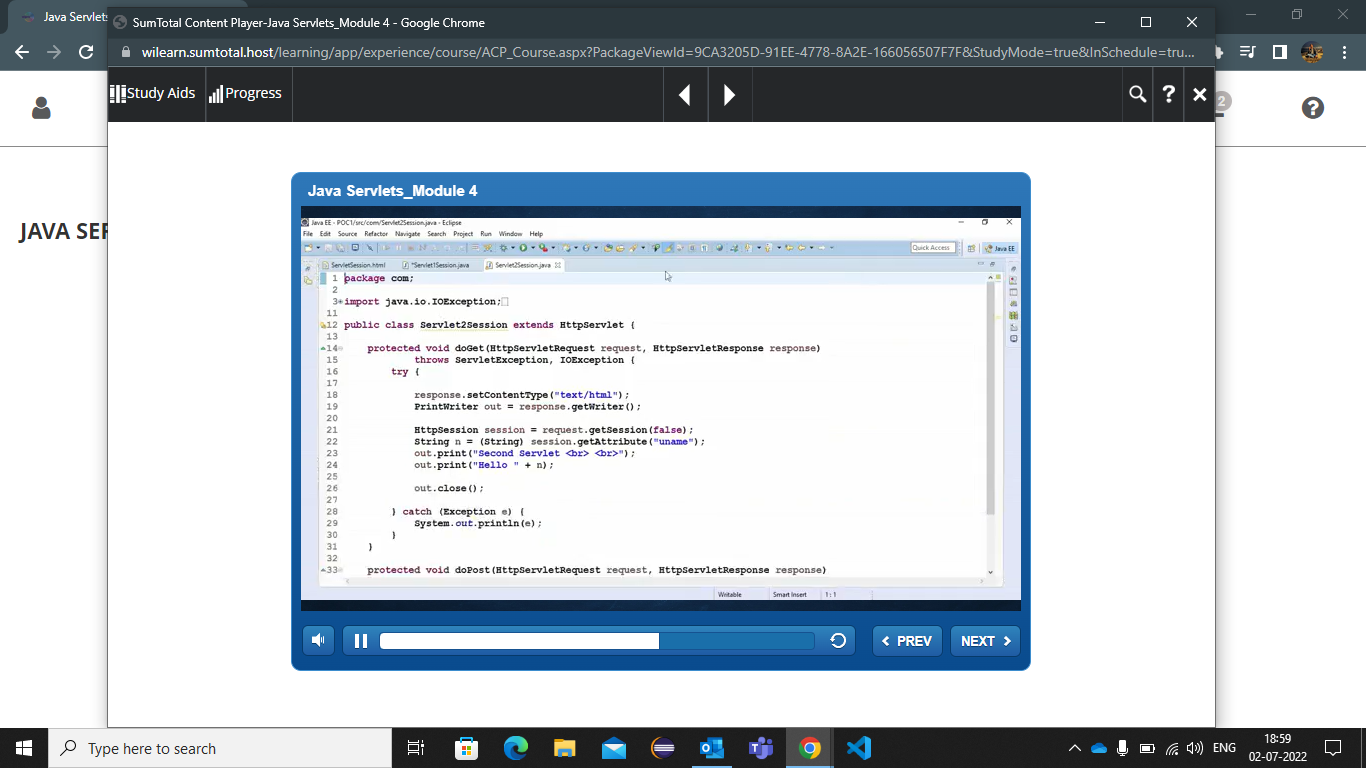 Java Servlets
SumTotal Content Player-Java Servlets_Module 4 - Google Chrome
wilearn.sumtotal.host/learning/app/experience/course/ACP_Course.aspx?PackageViewId=9CA3205D-91EE-4778-8A2E-166056507F7F&StudyMode=true&InSchedule=tru...
Study Aids
Progress
?
2
?
JAVA SER
Java Servlets_Module 4
Java EE - POC1/src/com/Servlet2Session.java - Eclipse
File Edit Source Refactor Navigate Search Project Run Window Help
Quick Access
Java EE
ServletSession.html
*Servlet1Session.java
Servlet2Session.java
1 package com;
2
3 import java.io.IOException;
11
12 public class Servlet2Session extends HttpServlet {
13
14 protected void doGet(HttpServletRequest request, HttpServletResponse response)
15 throws ServletException, IOException {
16 try {
17
18 response.setContentType("text/html");
19 PrintWriter out = response.getWriter();
20
21 HttpSession session = request.getSession(false);
22 String n = (String) session.getAttribute("uname");
23 out.print("Second Servlet <br> <br>");
24 out.print("Hello " + n);
25
26 out.close();
27
28 } catch (Exception e) {
29 System.out.println(e);
30 }
31 }
32
33 protected void doPost(HttpServletRequest request, HttpServletResponse response)
Writable
Smart Insert
1 : 1
PREV
NEXT
Type here to search
ENG
18:59
02-07-2022